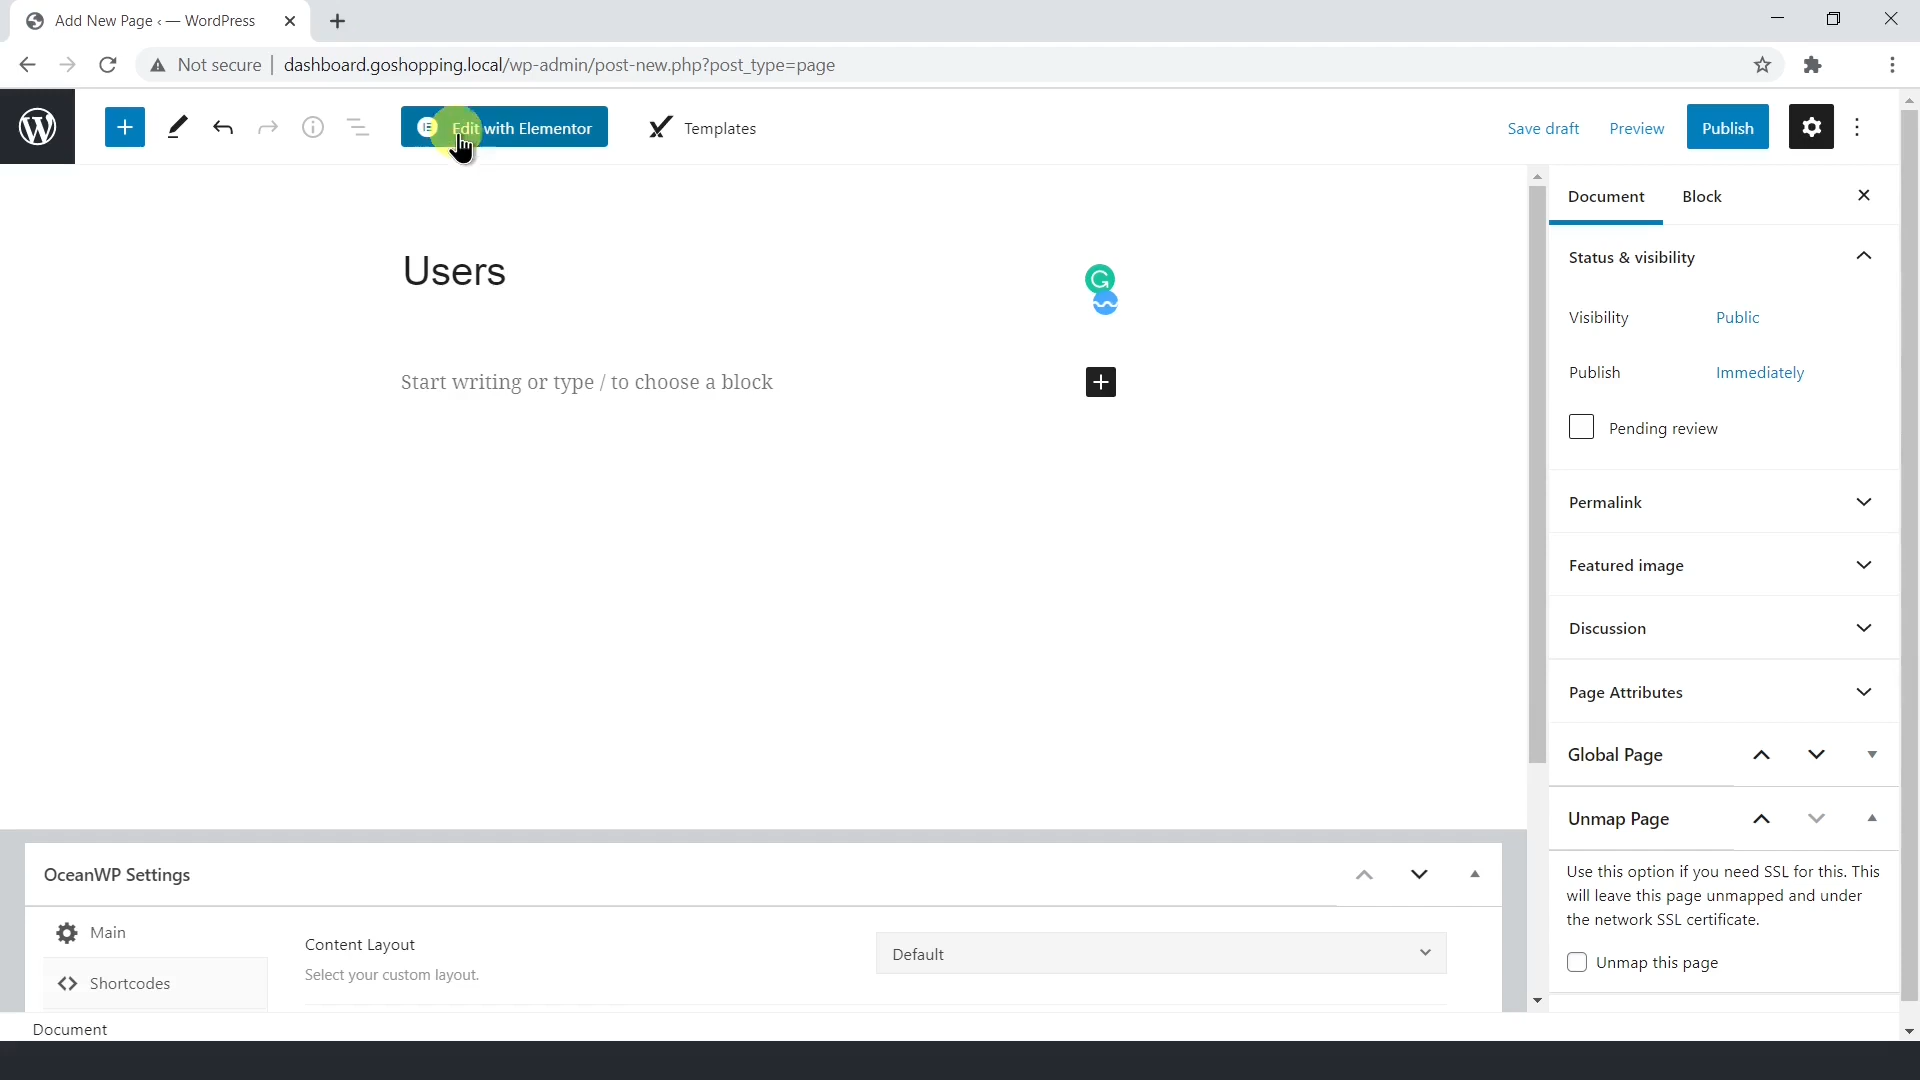 Add New Page ‹ — WordPress
Not secure
dashboard.goshopping.local/wp-admin/post-new.php?post_type=page
Edit with Elementor
Templates
Save draft
Preview
Publish
Users
Start writing or type / to choose a block
Document
Block
Status & visibility
Visibility
Public
Publish
Immediately
Pending review
Permalink
Featured image
Discussion
Page Attributes
Global Page
Unmap Page
Use this option if you need SSL for this. This
will leave this page unmapped and under
the network SSL certificate.
Unmap this page
OceanWP Settings
Main
Shortcodes
Content Layout
Select your custom layout.
Default
Document